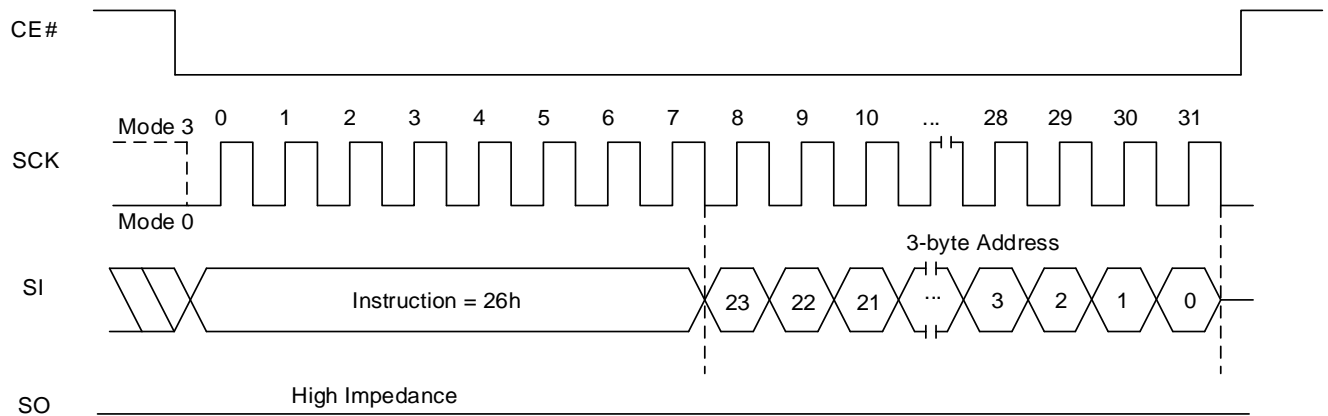 CE#
0 1 2 3 4 5 6 7 8 9 10 ... 28 29 30 31
Mode 3
SCK
Mode 0
3-byte Address
SI
Instruction = 26h 23 22 21 ... 3 2 1 0
High Impedance
SO